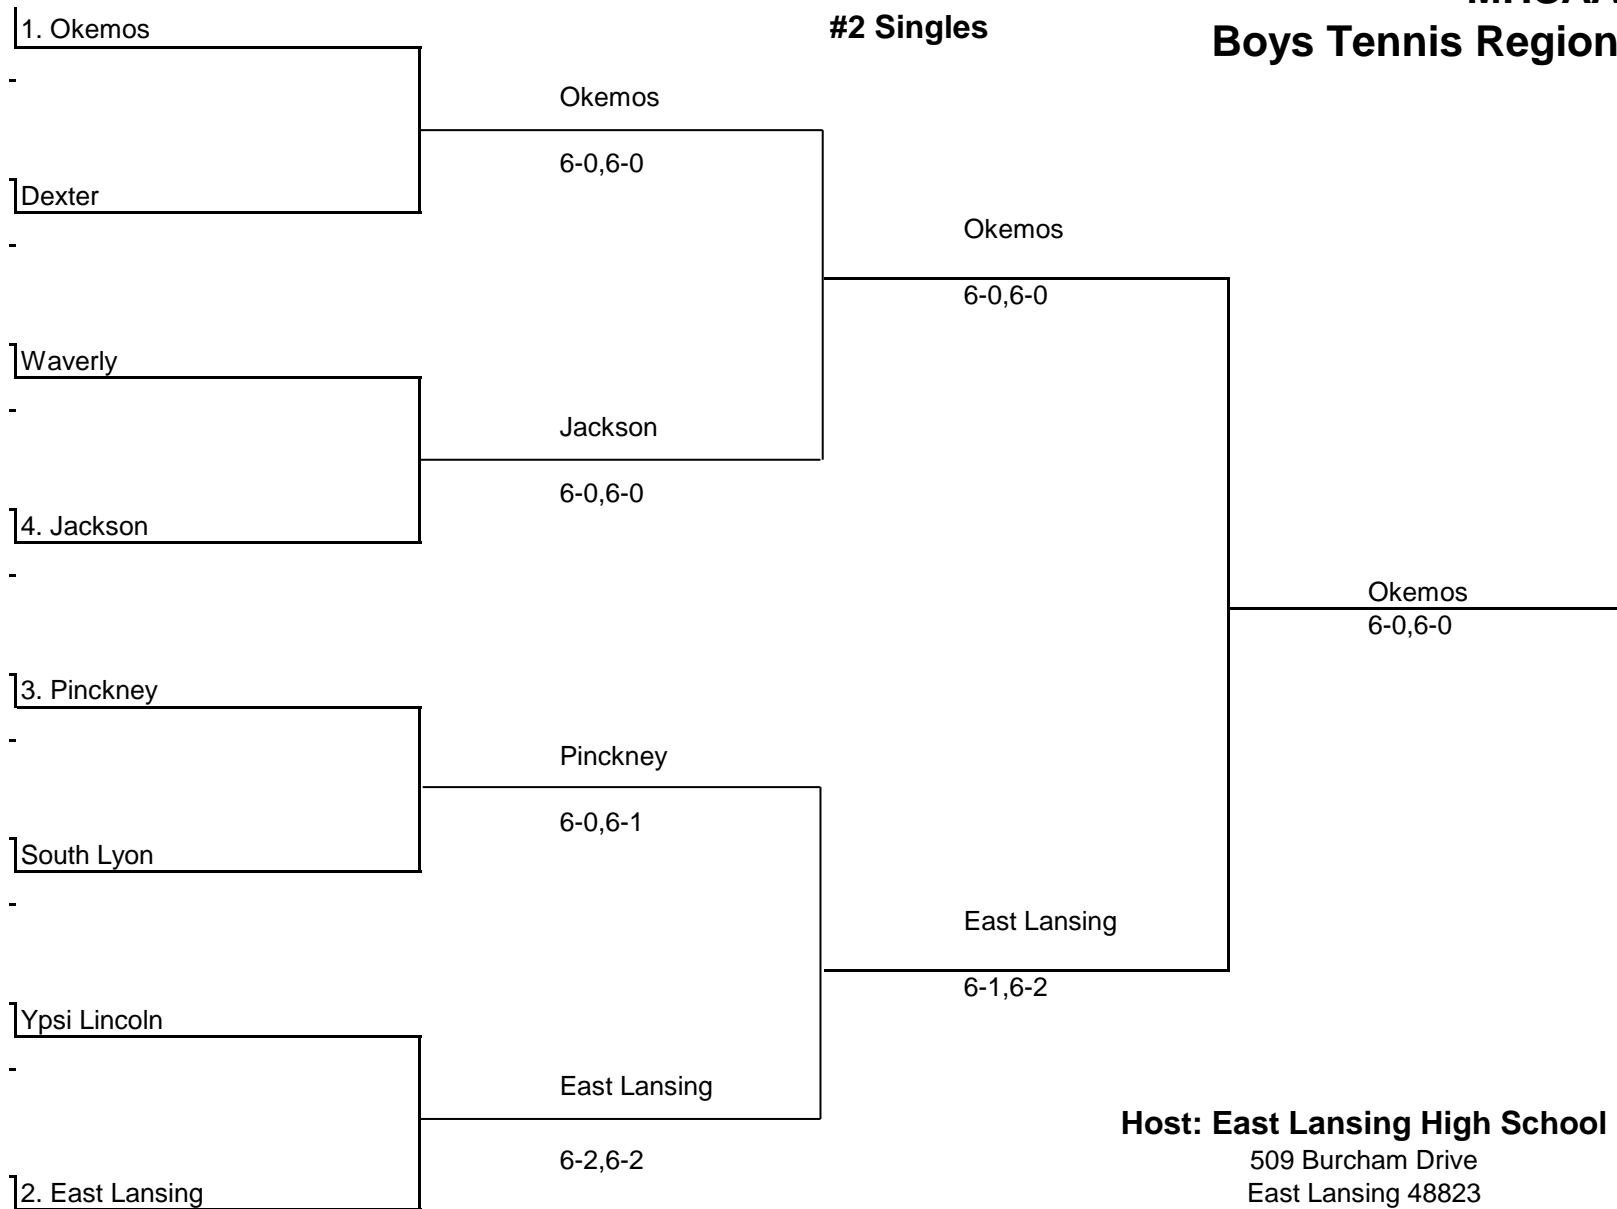 MHSAA
#2 Singles
Boys Tennis Region
1. Okemos
-
Okemos
6-0,6-0
Dexter
-
Okemos
6-0,6-0
Waverly
-
Jackson
6-0,6-0
4. Jackson
-
Okemos
6-0,6-0
3. Pinckney
-
Pinckney
6-0,6-1
South Lyon
-
East Lansing
6-1,6-2
Ypsi Lincoln
-
East Lansing
6-2,6-2
2. East Lansing
Host: East Lansing High School
509 Burcham Drive
East Lansing 48823